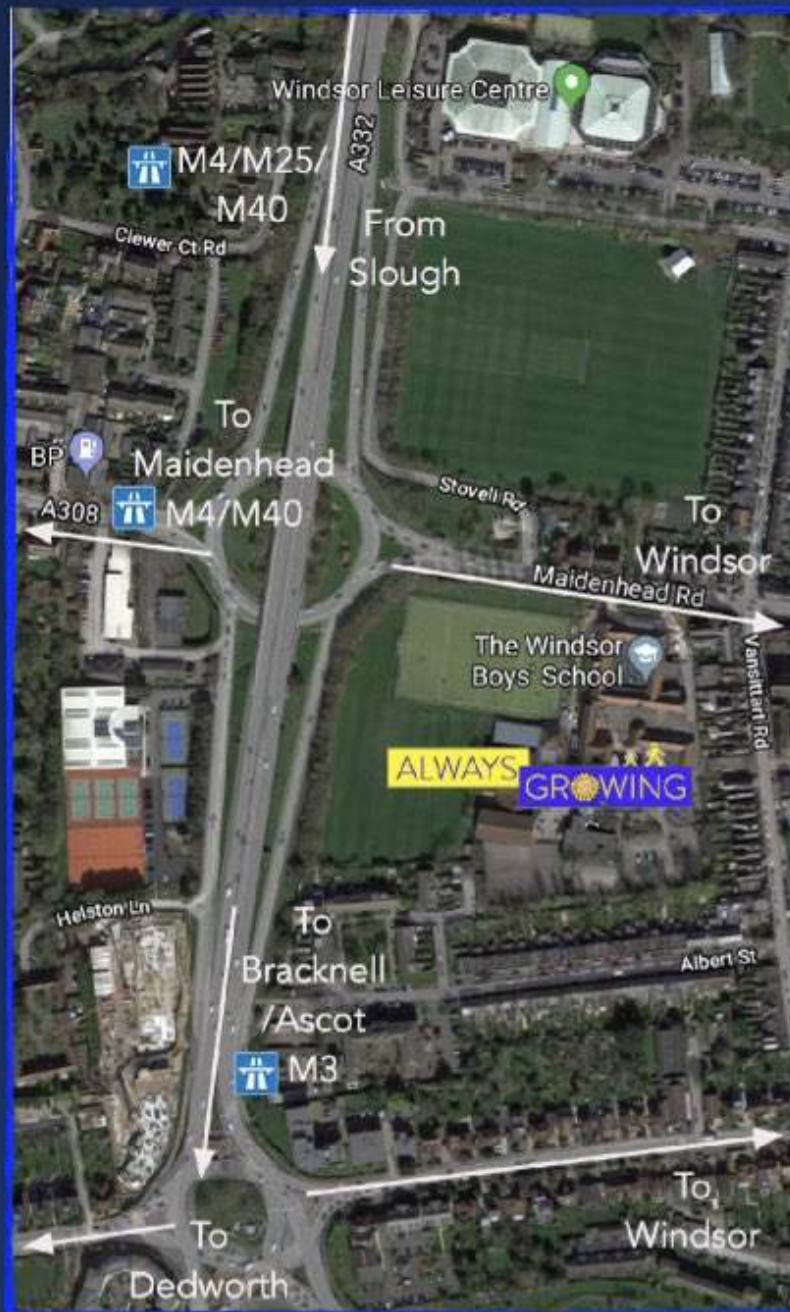 Windsor Leisure Centre
A332
M4/M25/
M40
From
Slough
Clewer Ct Rd
To
Maidenhead
M4/M40
BP
A308
Stovell Rd
To
Windsor
Maidenhead Rd
The Windsor
Boys' School
Vansittart Rd
ALWAYS
GROWING
Helston Ln
To
Bracknell
/Ascot
M3
Albert St
To
Windsor
To
Dedworth